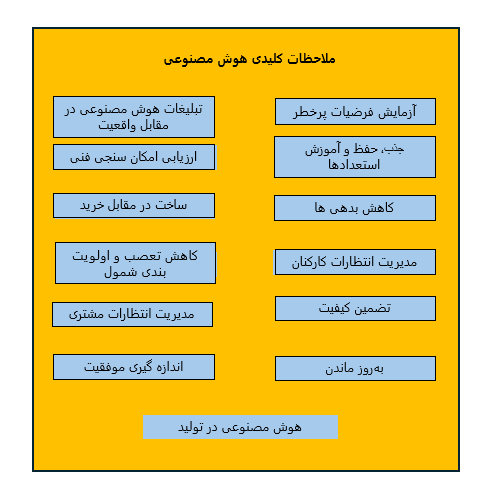 ملاحظات کلیدی هوش مصنوعی
آزمایش فرضیات پرخطر
تبلیغات هوش مصنوعی در
مقابل واقعیت
جذب، حفظ و آموزش
استعدادها
ارزیابی امکان سنجی فنی
کاهش بدهی ها
ساخت در مقابل خرید
مدیریت انتظارات کارکنان
کاهش تعصب و اولویت
بندی شمول
تضمین کیفیت
مدیریت انتظارات مشتری
به‌روز ماندن
اندازه گیری موفقیت
هوش مصنوعی در تولید